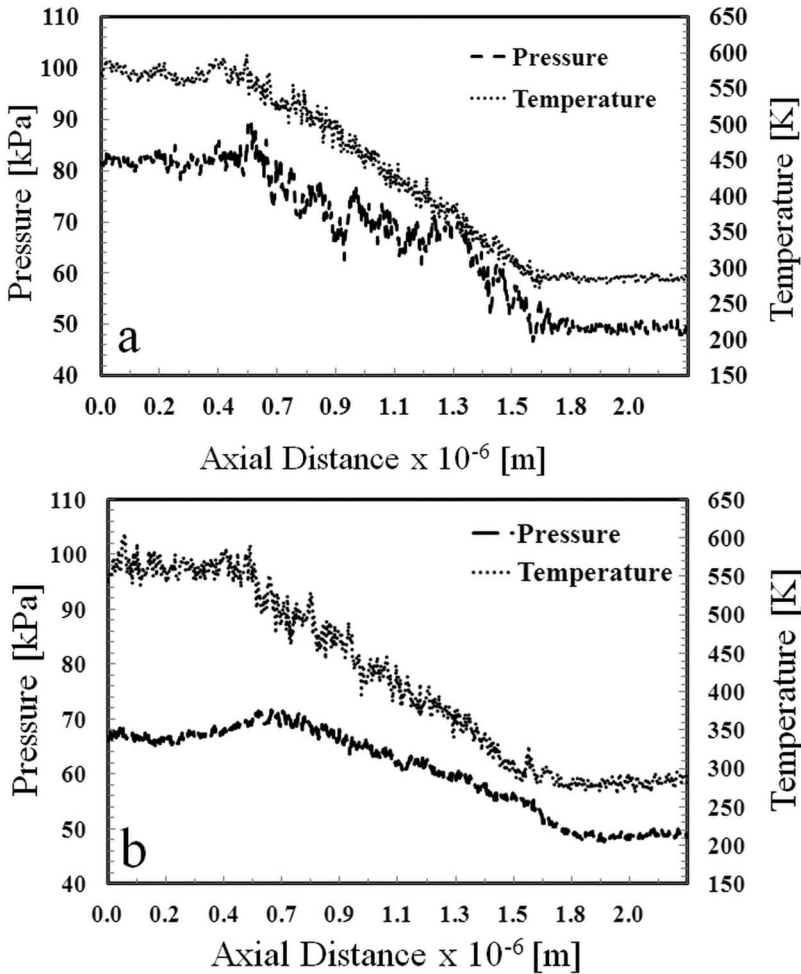 110
100
90
80
70
60
50
40
Pressure [kPa]
650
600
550
500
450
400
350
300
250
200
150
Temperature [K]
Pressure
Temperature
a
0.0 0.2 0.4 0.7 0.9 1.1 1.3 1.5 1.8 2.0
Axial Distance x 10⁻⁶ [m]
110
100
90
80
70
60
50
40
Pressure [kPa]
650
600
550
500
450
400
350
300
250
200
150
Temperature [K]
Pressure
Temperature
b
0.0 0.2 0.4 0.7 0.9 1.1 1.3 1.5 1.8 2.0
Axial Distance x 10⁻⁶ [m]